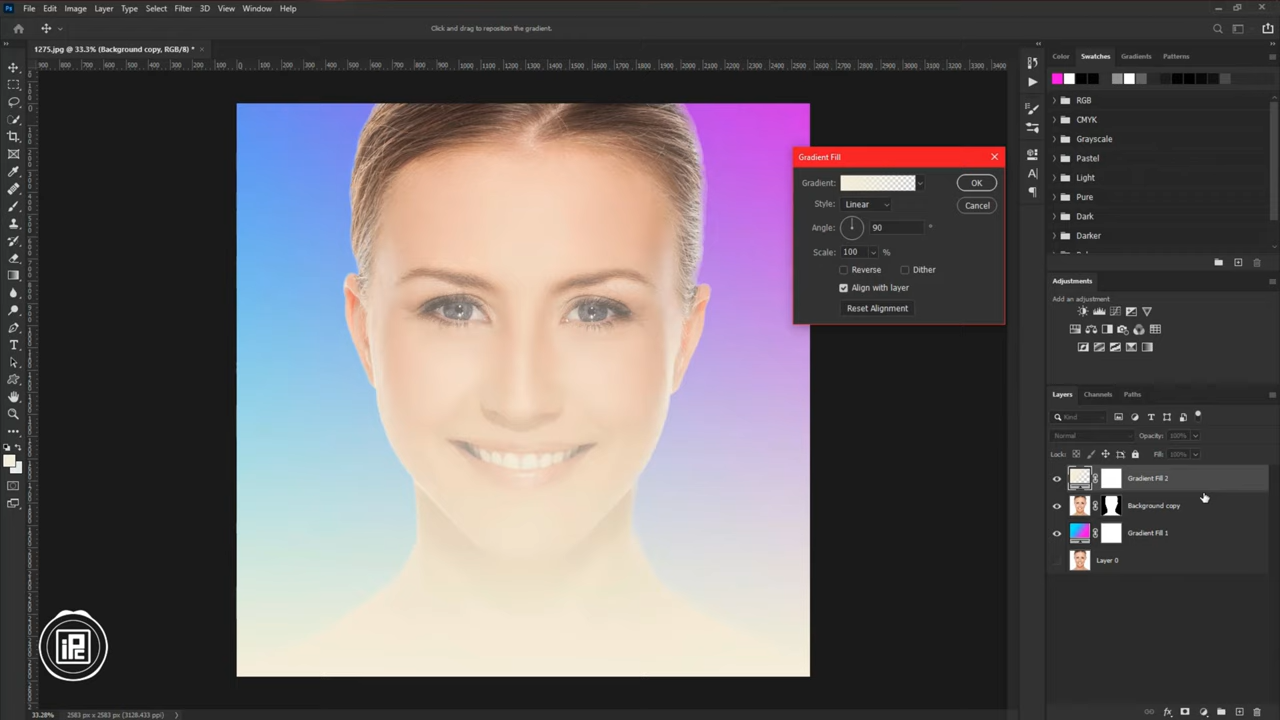 Ps File Edit Image Layer Type Select Filter 3D View Window Help
Click and drag to reposition the gradient.
1275.jpg @ 33.3% (Background copy, RGB/8) *
Color Swatches Gradients Patterns
RGB
CMYK
Grayscale
Pastel
Light
Pure
Dark
Darker
Gradient Fill
Gradient: OK
Style: Linear Cancel
Angle: 90 °
Scale: 100 %
Reverse Dither
Align with layer
Reset Alignment
Adjustments
Add an adjustment
Layers Channels Paths
Kind
Normal Opacity: 100%
Lock: Fill: 100%
Gradient Fill 2
Background copy
Gradient Fill 1
Layer 0
iPc
33.28% 2583 px x 2583 px (3128.433 ppi)